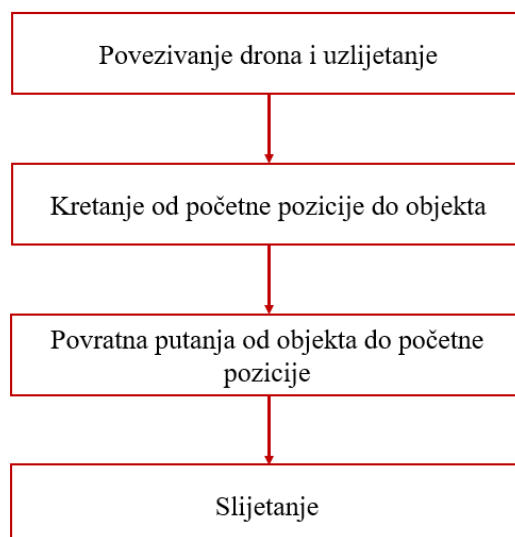 Povezivanje drona i uzlijetanje
Kretanje od početne pozicije do objekta
Povratna putanja od objekta do početne
pozicije
Slijetanje